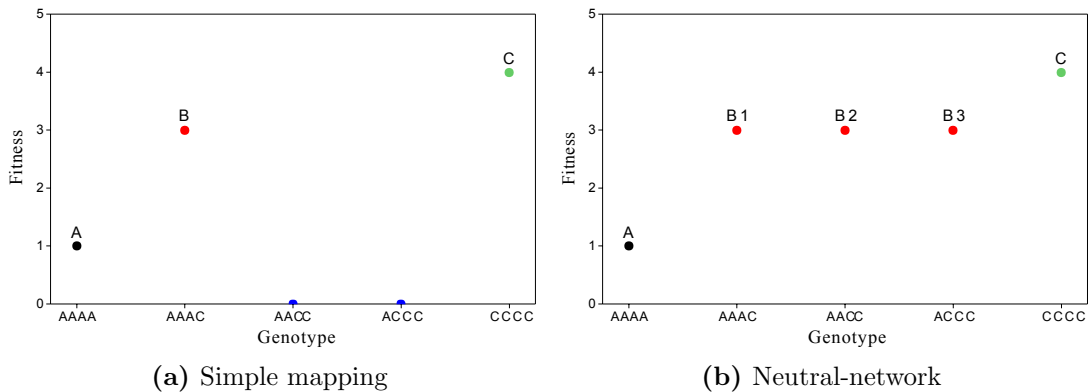 5
4
3
2
1
0
Fitness
A
B
C
AAAA
AAAC
AACC
ACCC
CCCC
Genotype
(a) Simple mapping
5
4
3
2
1
0
Fitness
A
B 1
B 2
B 3
C
AAAA
AAAC
AACC
ACCC
CCCC
Genotype
(b) Neutral-network